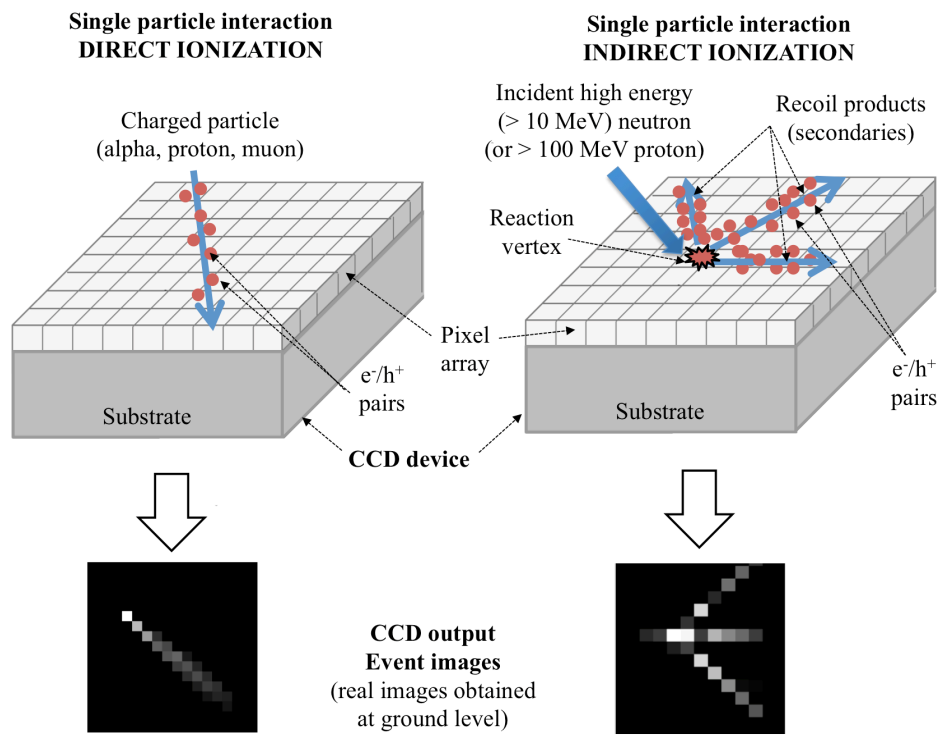 Single particle interaction
DIRECT IONIZATION
Charged particle
(alpha, proton, muon)
e-/h+
pairs
Substrate
Single particle interaction
INDIRECT IONIZATION
Incident high energy
(> 10 MeV) neutron
(or > 100 MeV proton)
Recoil products
(secondaries)
Reaction
vertex
Pixel
array
e-/h+
pairs
Substrate
CCD device
CCD output
Event images
(real images obtained
at ground level)